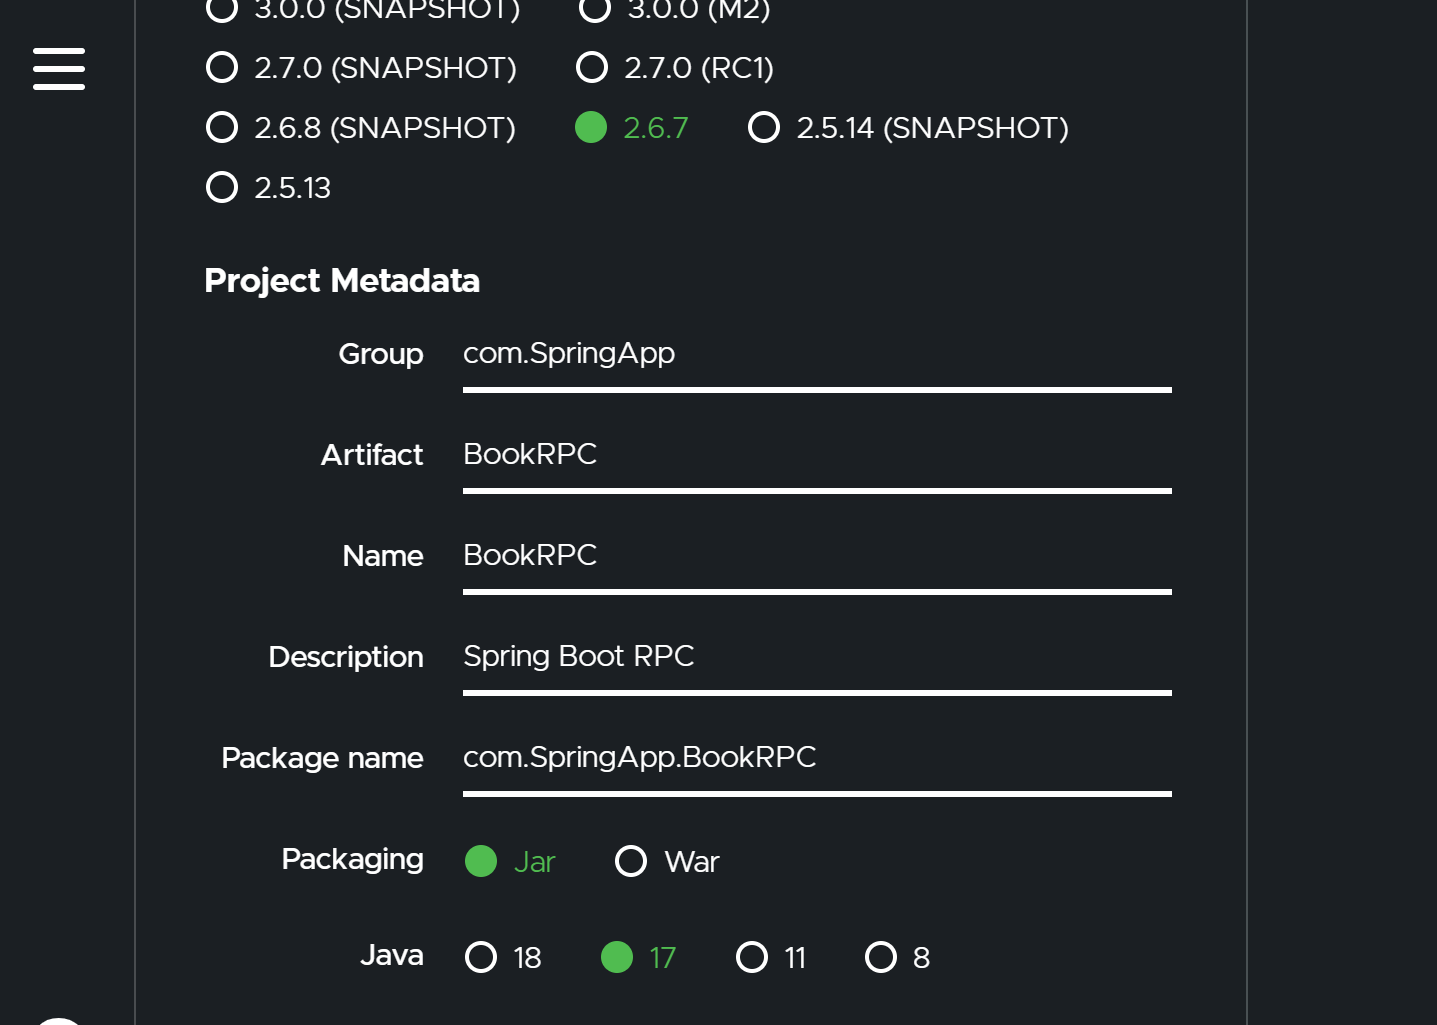 3.0.0 (SNAPSHOT) 3.0.0 (M2)
2.7.0 (SNAPSHOT) 2.7.0 (RC1)
2.6.8 (SNAPSHOT) 2.6.7 2.5.14 (SNAPSHOT)
2.5.13
Project Metadata
Group com.SpringApp
Artifact BookRPC
Name BookRPC
Description Spring Boot RPC
Package name com.SpringApp.BookRPC
Packaging Jar War
Java 18 17 11 8